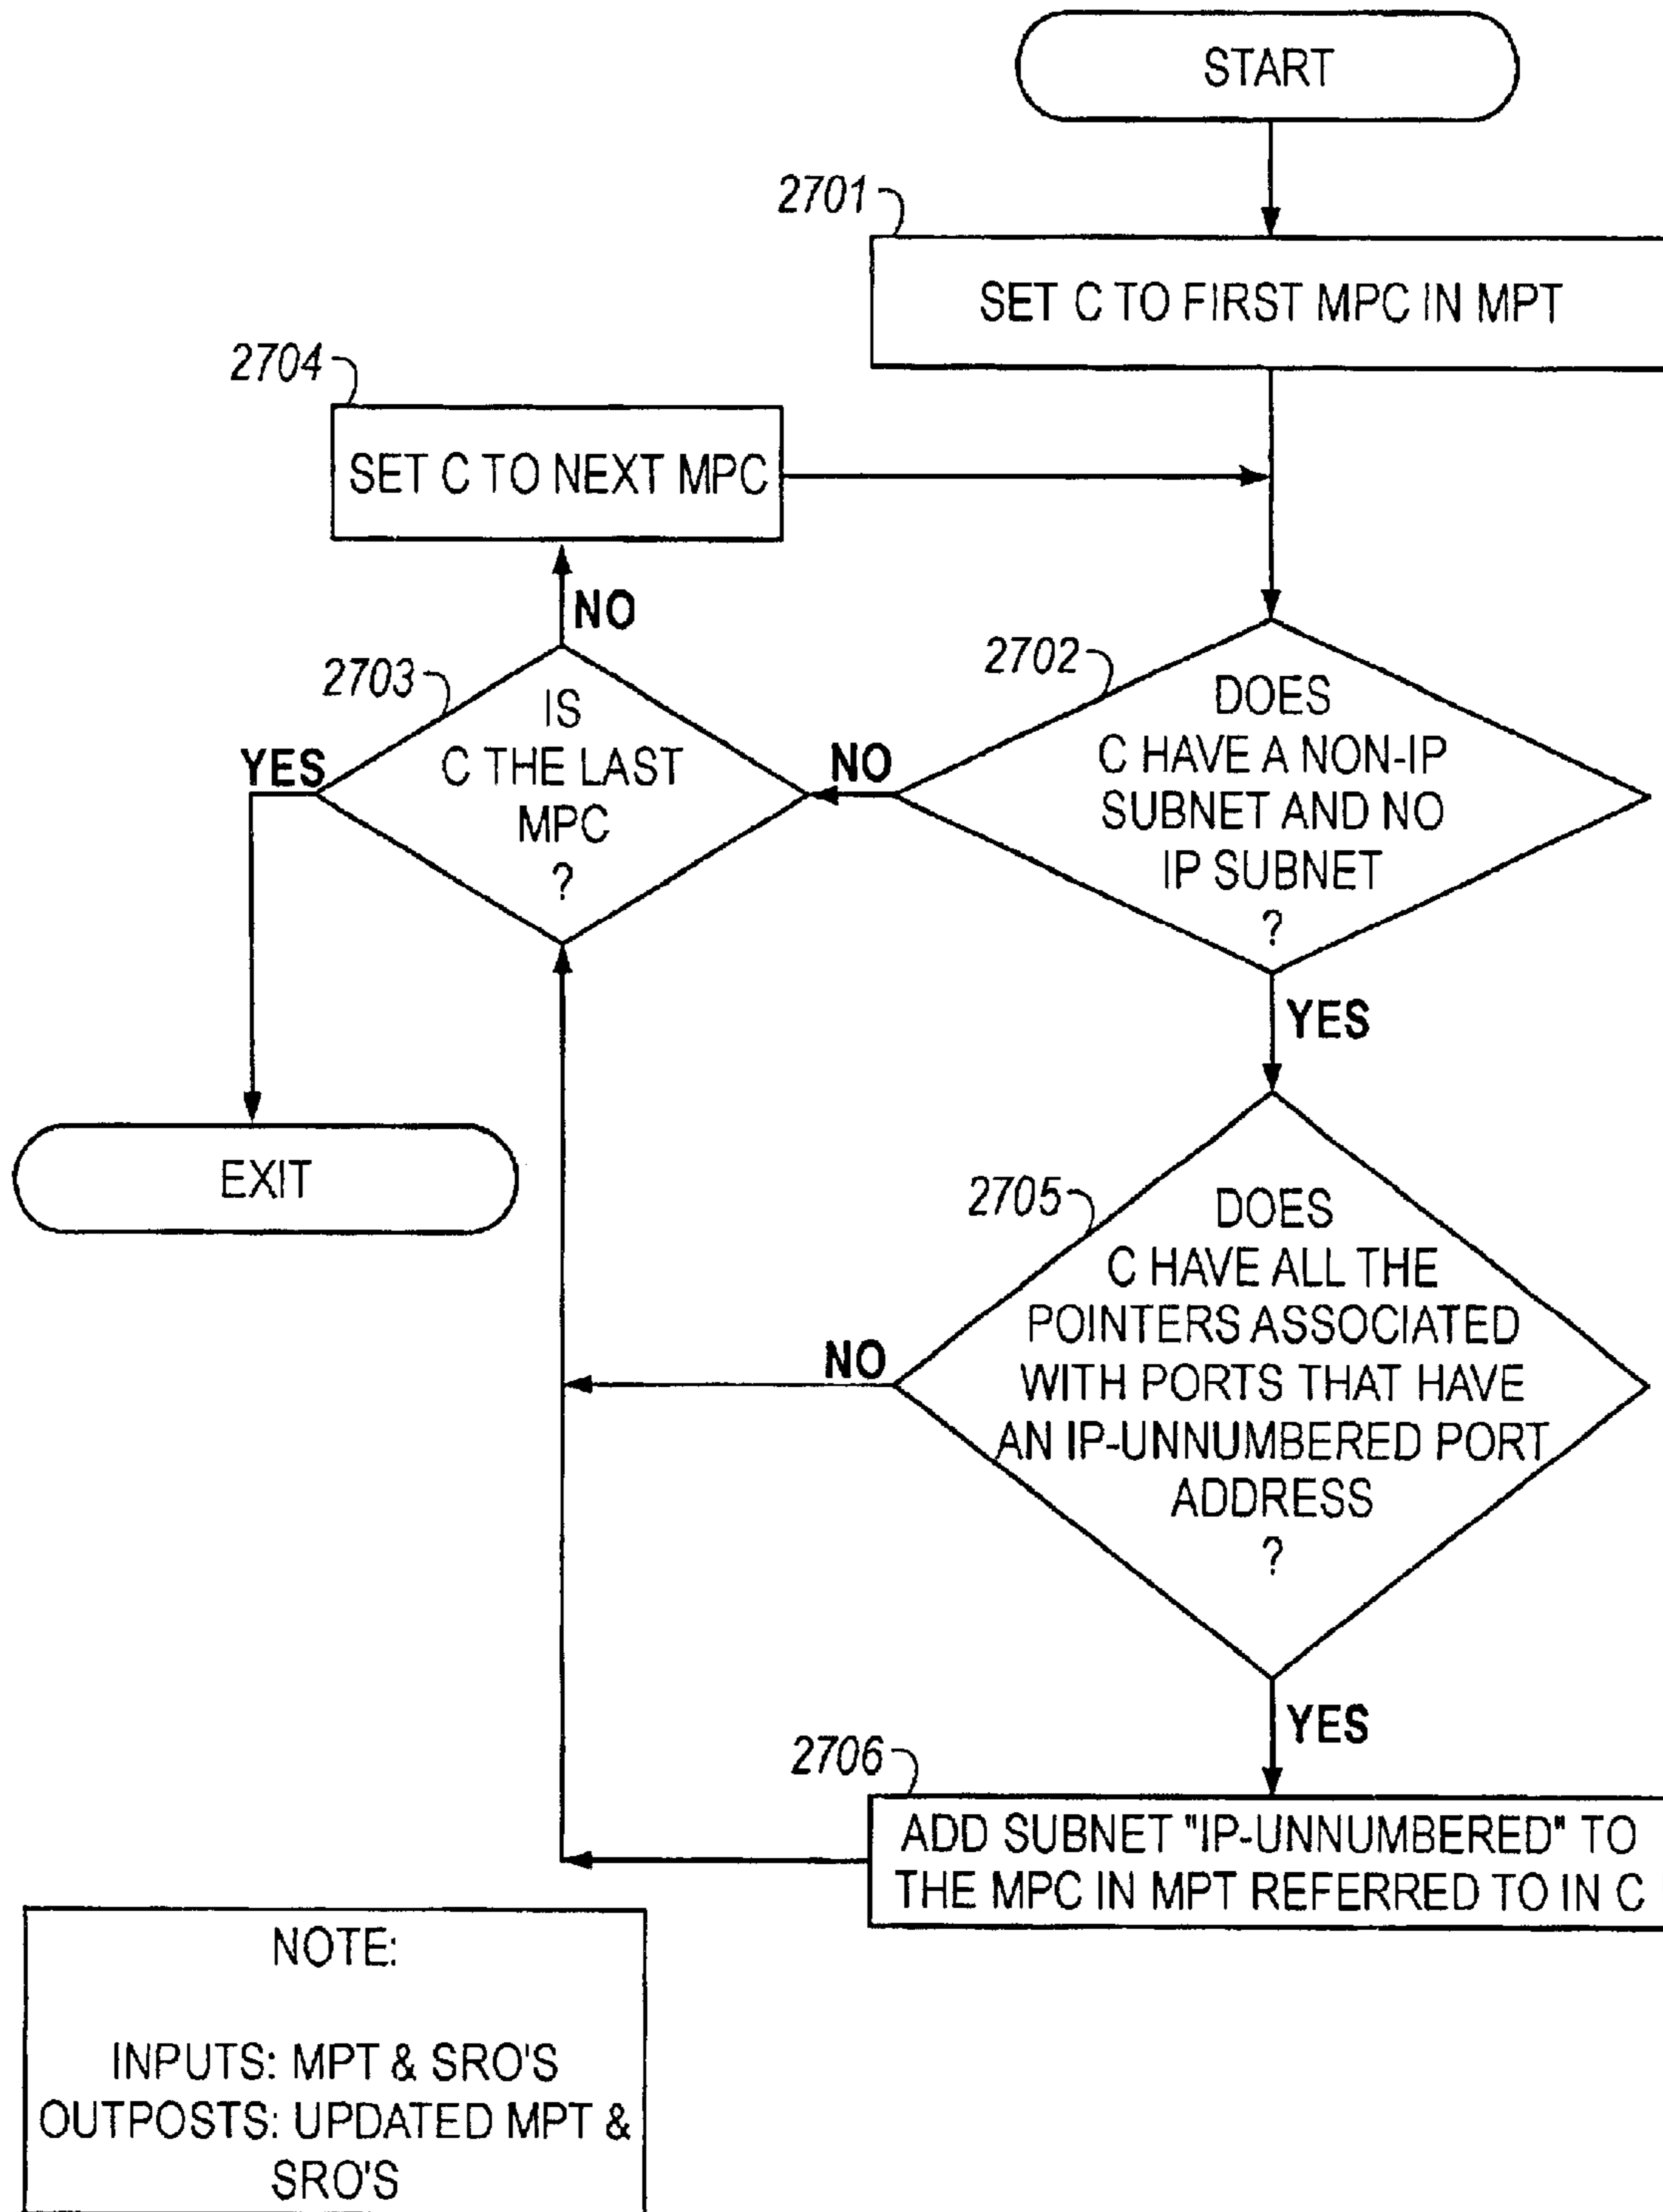 START
2701
SET C TO FIRST MPC IN MPT
2704
SET C TO NEXT MPC
NO
2703
IS
C THE LAST
MPC
?
YES
2702
DOES
C HAVE A NON-IP
SUBNET AND NO
IP SUBNET
?
NO
YES
EXIT
2705
DOES
C HAVE ALL THE
POINTERS ASSOCIATED
WITH PORTS THAT HAVE
AN IP-UNNUMBERED PORT
ADDRESS
?
NO
YES
2706
ADD SUBNET "IP-UNNUMBERED" TO
THE MPC IN MPT REFERRED TO IN C
NOTE:
INPUTS: MPT & SRO'S
OUTPOSTS: UPDATED MPT &
SRO'S